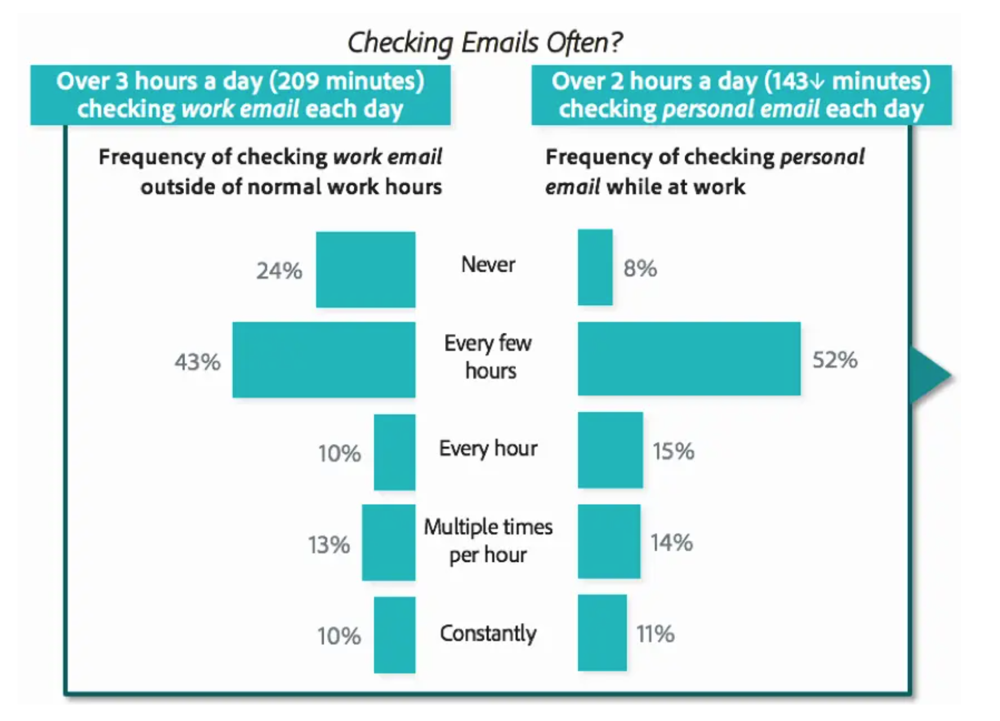 Checking Emails Often?
Over 3 hours a day (209 minutes)
checking work email each day
Over 2 hours a day (143↓ minutes)
checking personal email each day
Frequency of checking work email
outside of normal work hours
Frequency of checking personal
email while at work
24%
Never
8%
43%
Every few
hours
52%
10%
Every hour
15%
13%
Multiple times
per hour
14%
10%
Constantly
11%